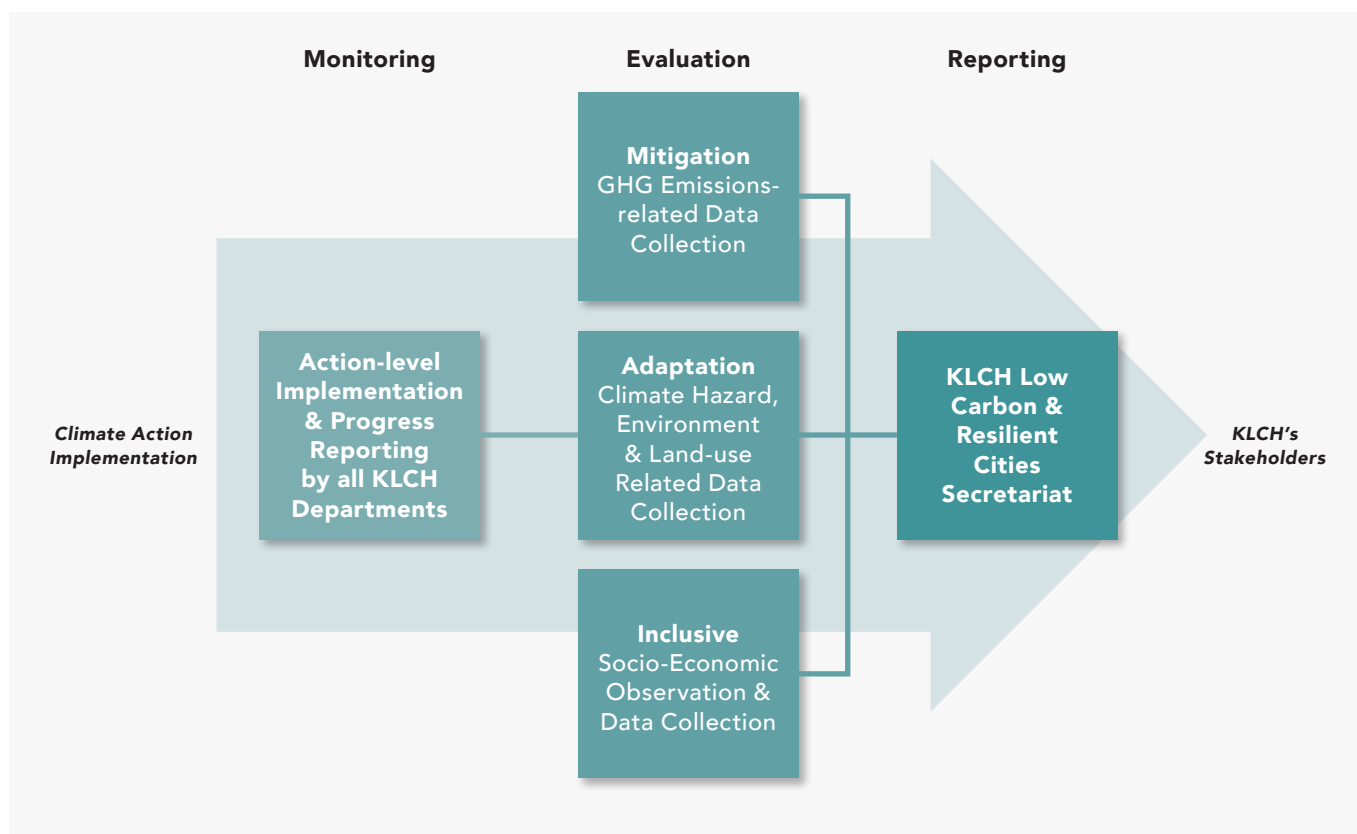 Monitoring
Evaluation
Reporting
Climate Action
Implementation
Action-level
Implementation
& Progress
Reporting
by all KLCH
Departments
Mitigation
GHG Emissions-
related Data
Collection
Adaptation
Climate Hazard,
Environment
& Land-use
Related Data
Collection
Inclusive
Socio-Economic
Observation &
Data Collection
KLCH Low
Carbon &
Resilient
Cities
Secretariat
KLCH's
Stakeholders